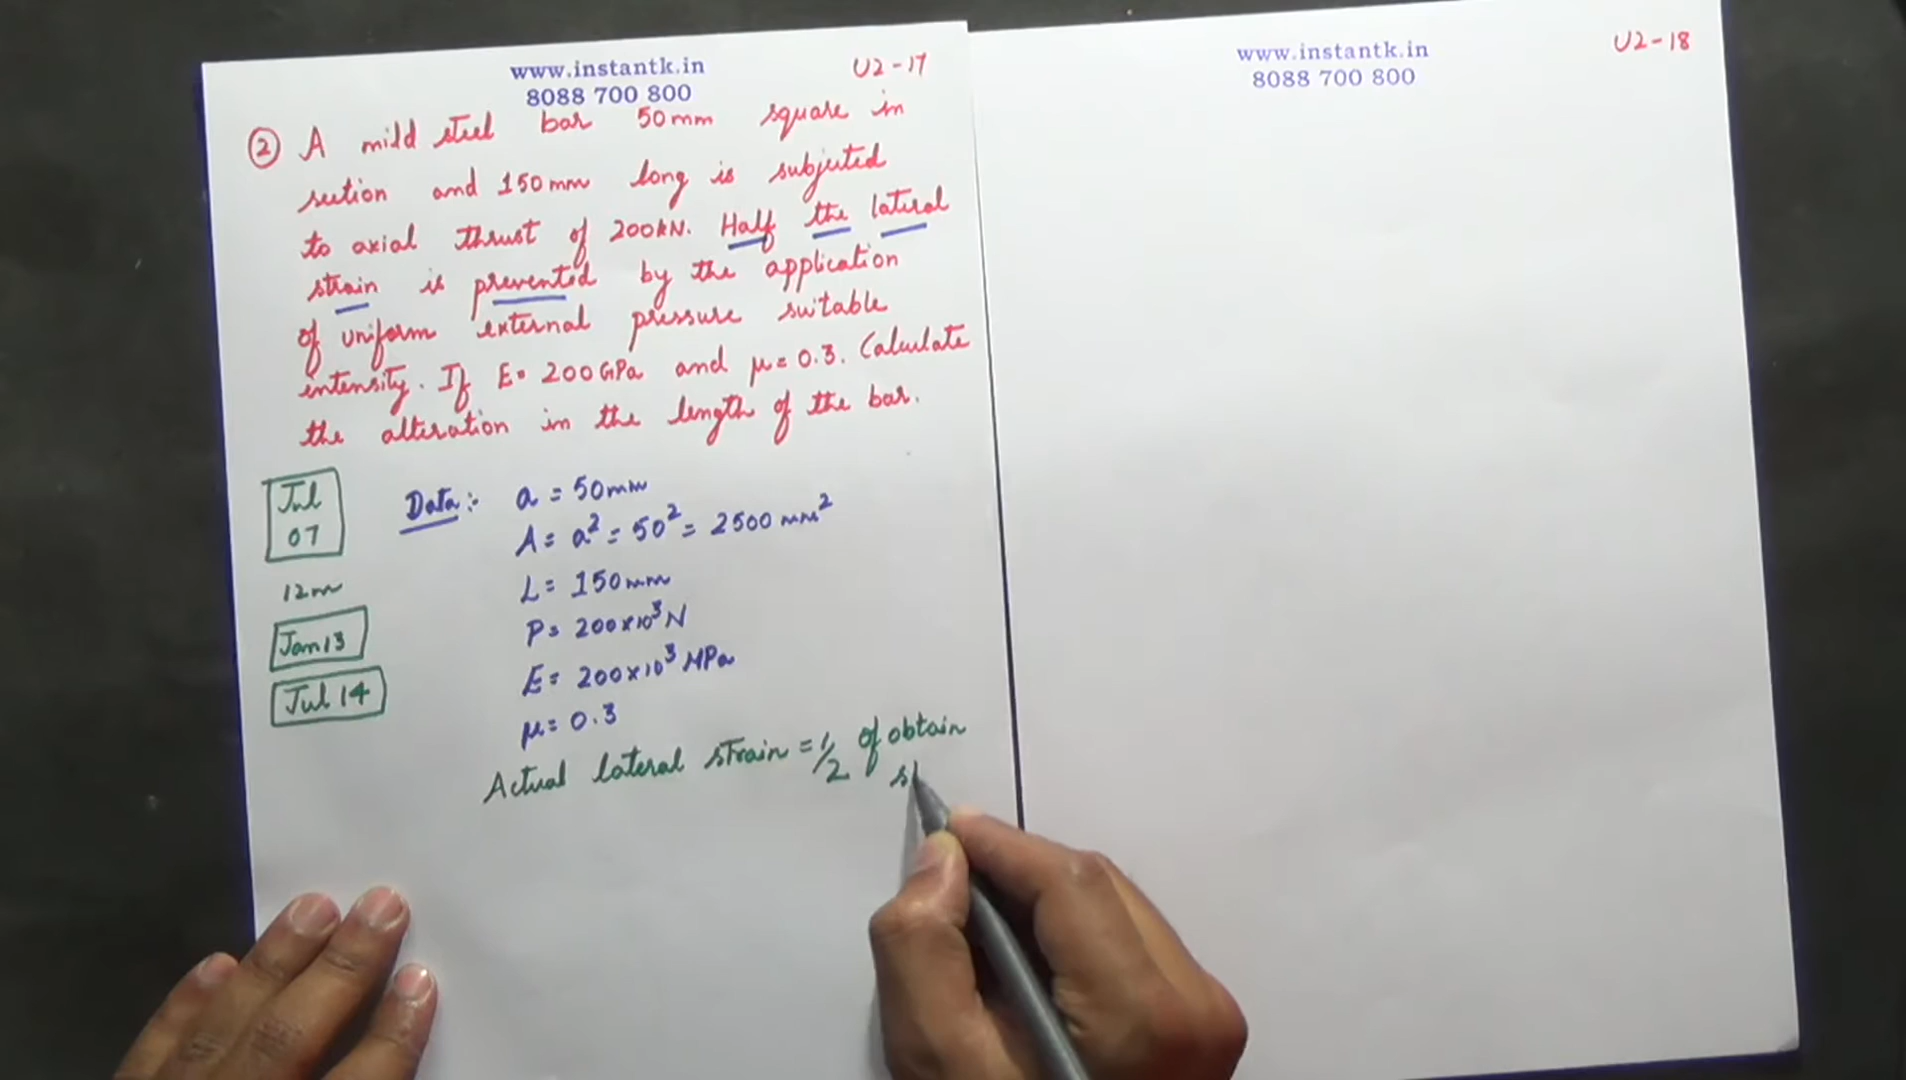 www.instantk.in
8088 700 800
U2-17
② A mild steel bar 50mm square in
section and 150mm long is subjected
to axial thrust of 200kN. Half the lateral
strain is prevented by the application
of uniform external pressure suitable
intensity. If E= 200GPa and μ= 0.3. Calculate
the alteration in the length of the bar.
Jul
07
12m
Jan13
Jul 14
Data:- a = 50mm
A= a² = 50² = 2500 mm²
L= 150mm
P= 200×10³N
E= 200×10³ MPa
μ= 0.3
Actual lateral strain = 1/2 of obtain
www.instantk.in
8088 700 800
U2-18